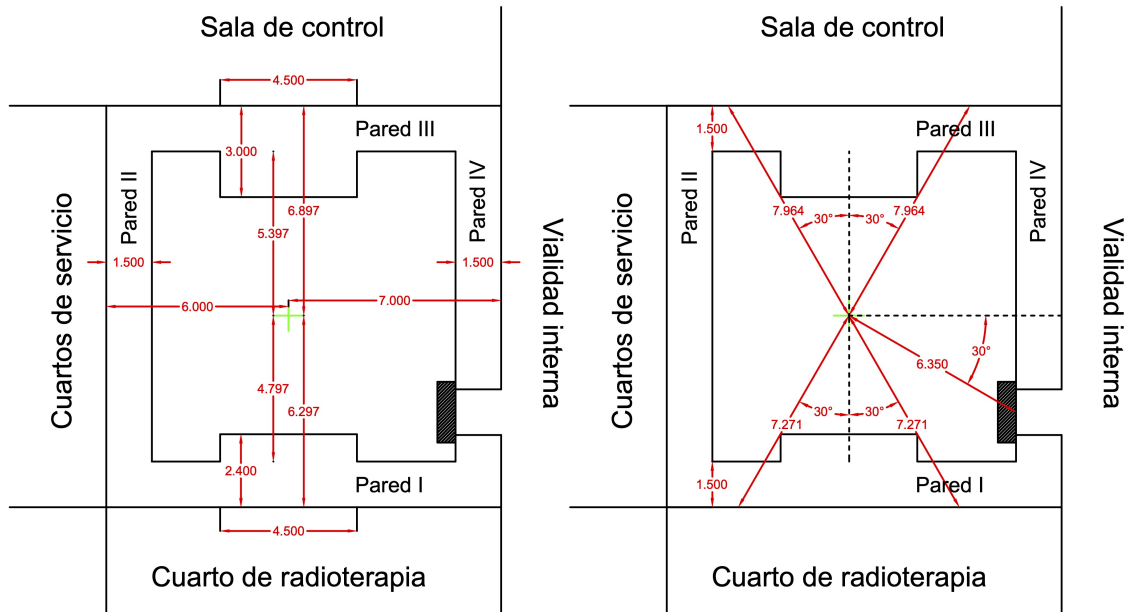 Sala de control
4.500
Pared III
3.000
Pared II
Pared IV
6.897
5.397
Cuartos de servicio
1.500
1.500
Vialidad interna
6.000
7.000
4.797
6.297
2.400
Pared I
4.500
Cuarto de radioterapia
Sala de control
1.500
Pared III
Pared II
Pared IV
7.964
7.964
30°
30°
Cuartos de servicio
Vialidad interna
30°
6.350
30°
30°
7.271
7.271
1.500
Pared I
Cuarto de radioterapia